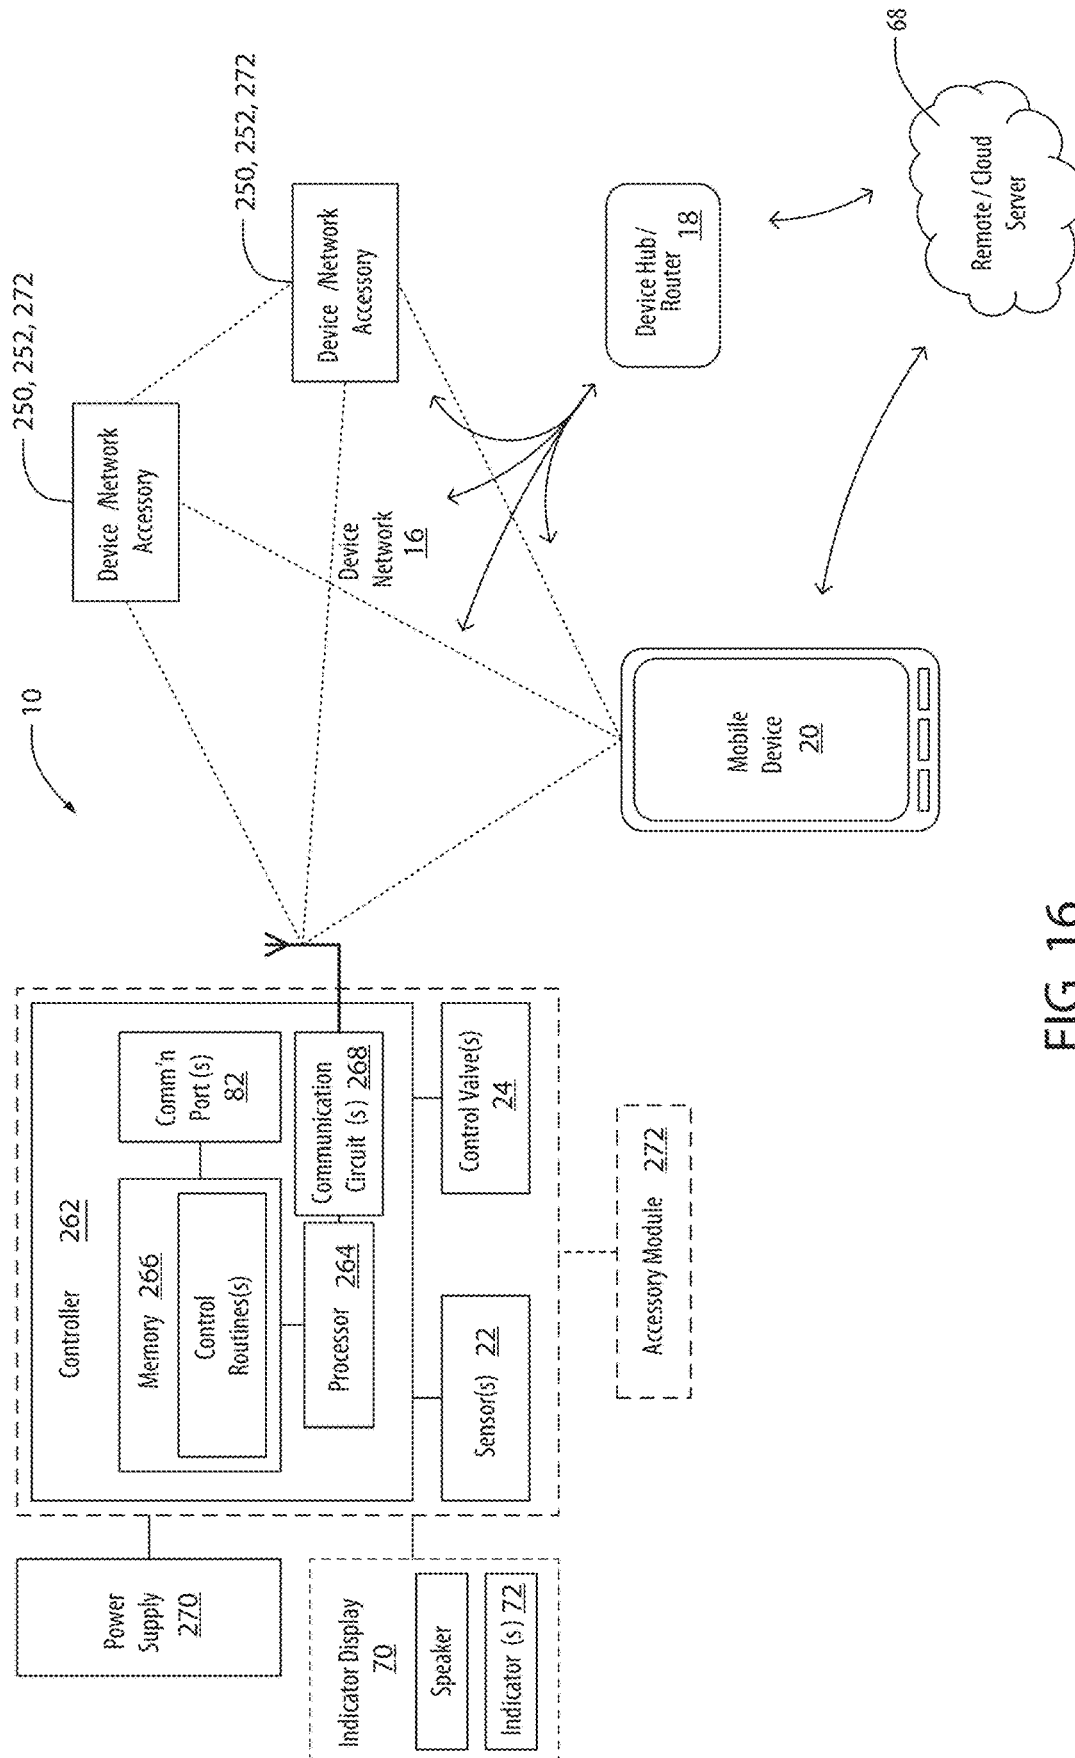 Power
Supply
270
Indicator Display
70
Speaker
Indicator (s) 72
Controller 262
Memory 266
Control
Routines(s)
Comm'n
Port (s)
82
Processor 264
Communication
Circuit (s) 268
Sensor(s) 22
Control Valve(s)
24
Accessory Module 272
10
250, 252, 272
Device /Network
Accessory
250, 252, 272
Device /Network
Accessory
Device
Network
16
Mobile
Device
20
Device Hub/
Router 18
68
Remote / Cloud
Server
FIG. 16